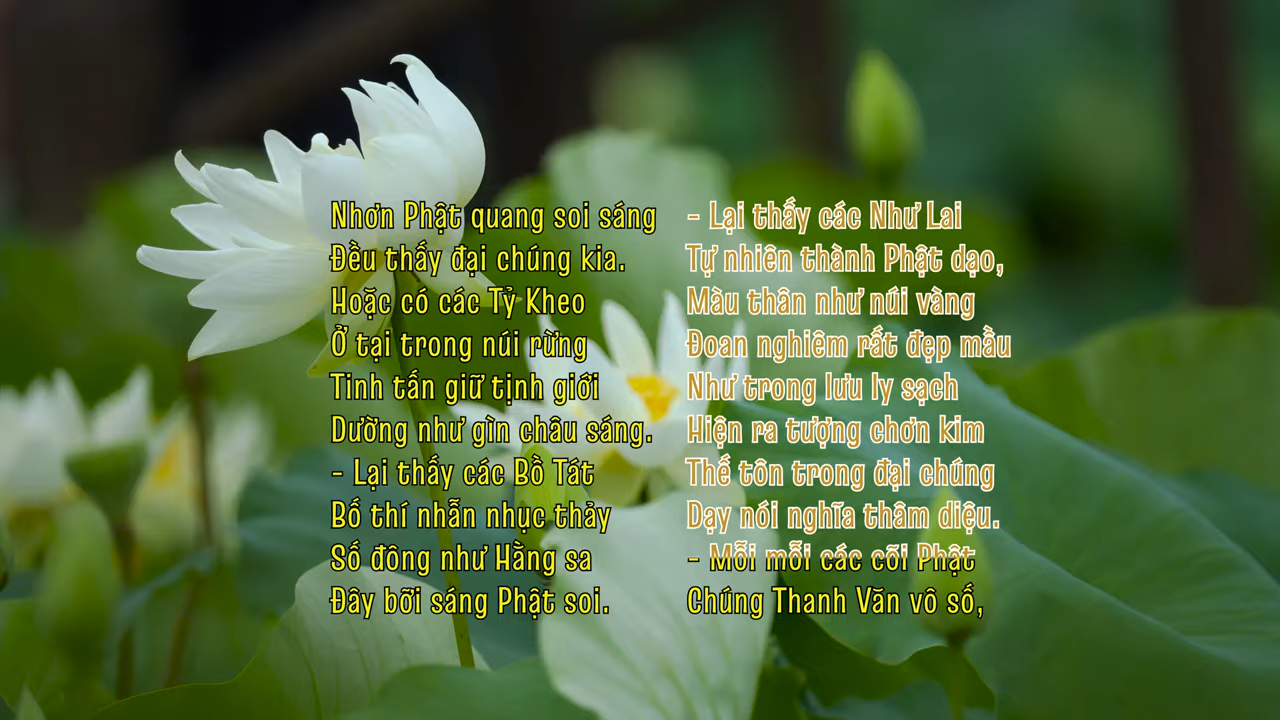 Nhơn Phật quang soi sáng
Đều thấy đại chúng kia.
Hoặc có các Tỷ Kheo
Ở tại trong núi rừng
Tinh tấn giữ tịnh giới
Dường như gìn châu sáng.
- Lại thấy các Bồ Tát
Bố thí nhẫn nhục thảy
Số đông như Hằng sa
Đây bỡi sáng Phật soi.
- Lại thấy các Như Lai
Tự nhiên thành Phật dạo,
Màu thân như núi vàng
Đoan nghiêm rất đẹp mầu
Như trong lưu ly sạch
Hiện ra tượng chơn kim
Thế tôn trong đại chúng
Dạy nói nghĩa thâm diệu.
- Mỗi mỗi các cõi Phật
Chúng Thanh Văn vô số,